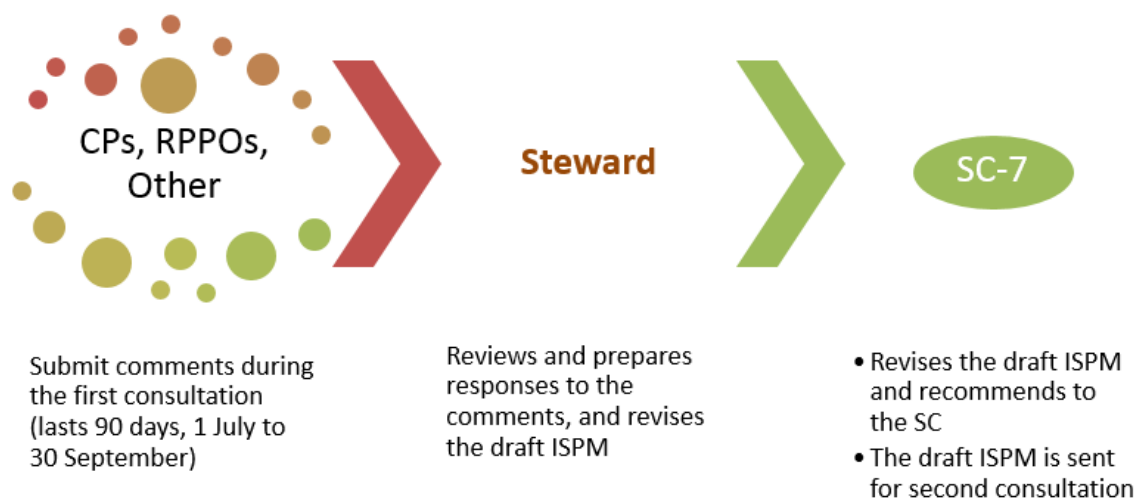 CPs, RPPOs,
Other
Steward
SC-7
Submit comments during
the first consultation
(lasts 90 days, 1 July to
30 September)
Reviews and prepares
responses to the
comments, and revises
the draft ISPM
• Revises the draft ISPM
and recommends to
the SC
• The draft ISPM is sent
for second consultation